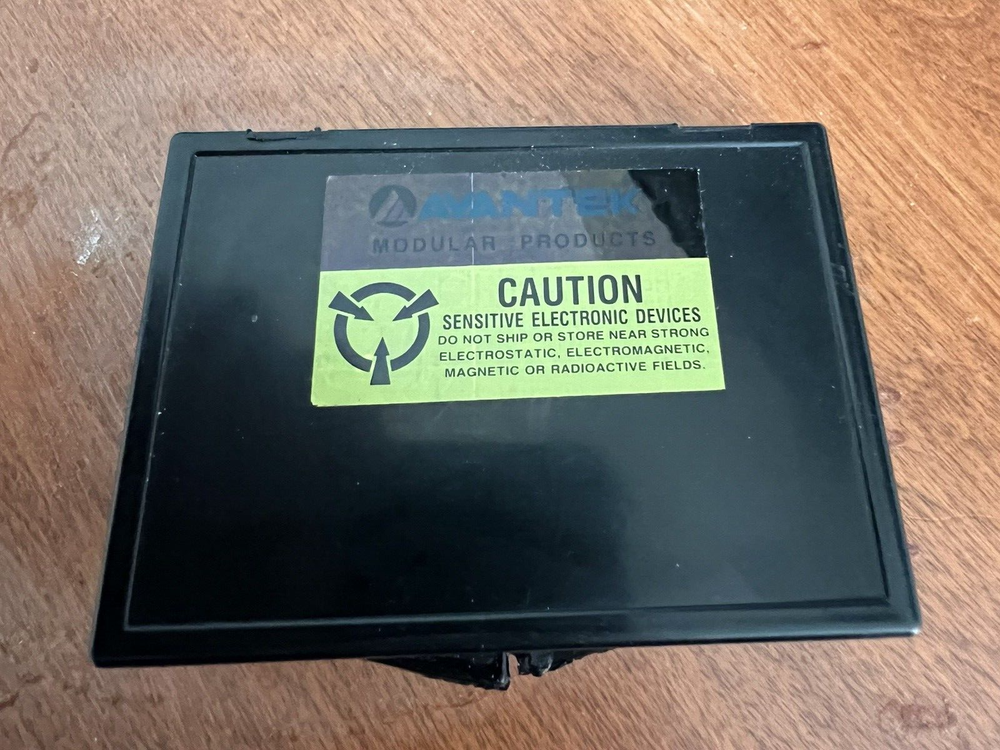 AVANTEK
MODULAR PRODUCTS
CAUTION
SENSITIVE ELECTRONIC DEVICES
DO NOT SHIP OR STORE NEAR STRONG
ELECTROSTATIC, ELECTROMAGNETIC,
MAGNETIC OR RADIOACTIVE FIELDS.